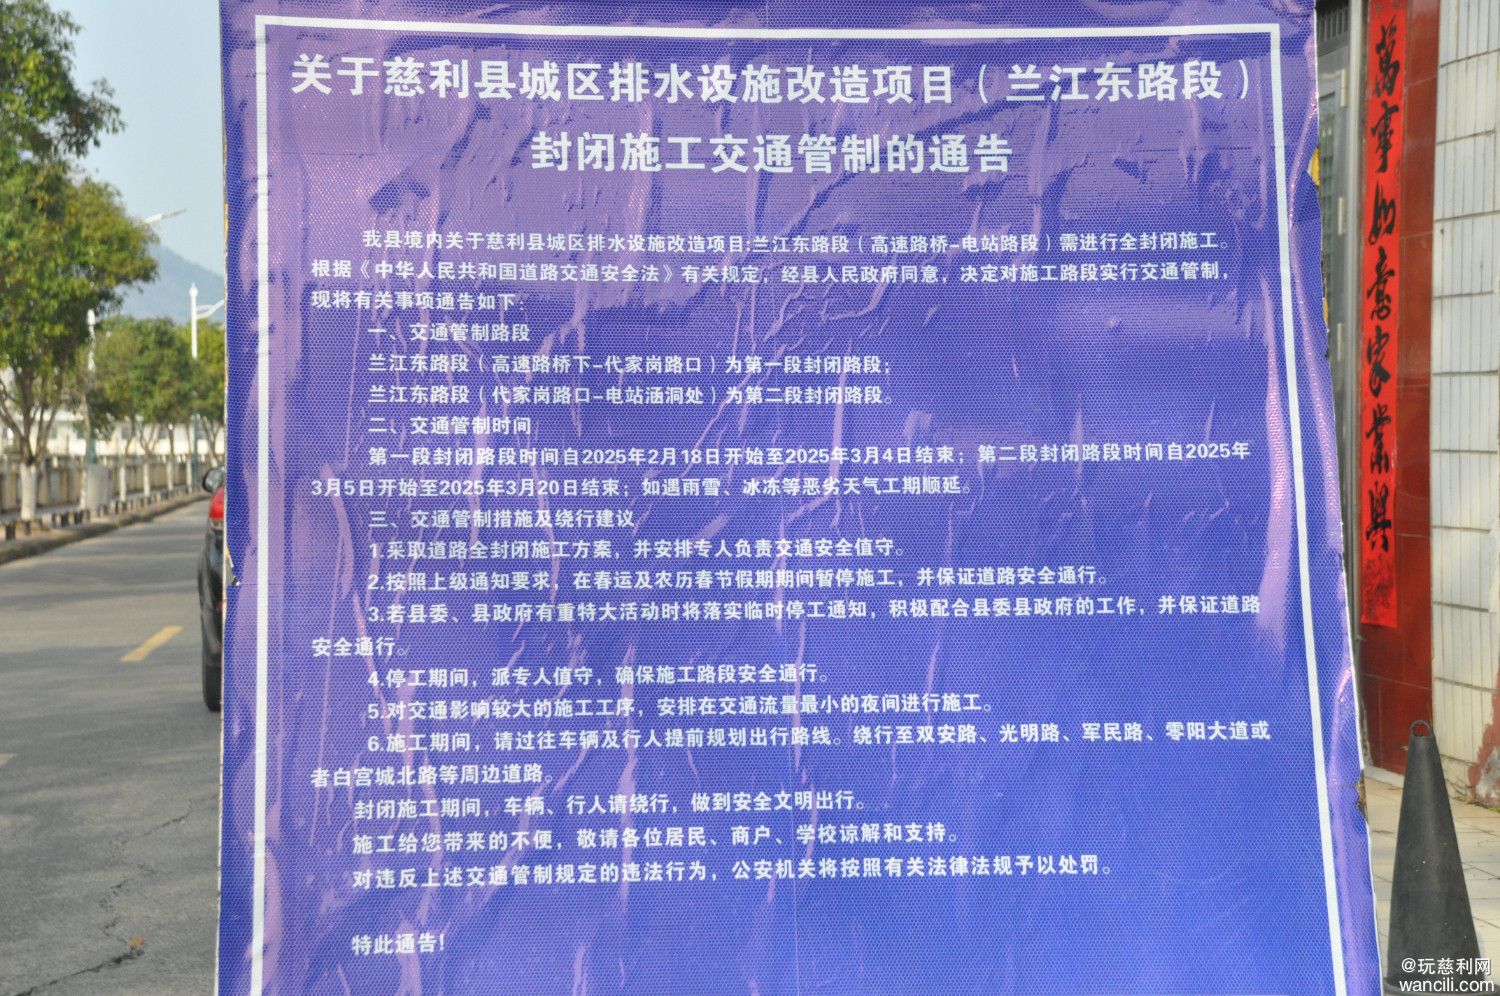 关于慈利县城区排水设施改造项目（兰江东路段）
封闭施工交通管制的通告
我县境内关于慈利县城区排水设施改造项目:兰江东路段（高速路桥-电站路段）需进行全封闭施工。
根据《中华人民共和国道路交通安全法》有关规定，经县人民政府同意，决定对施工路段实行交通管制，
现将有关事项通告如下：
一、交通管制路段
兰江东路段（高速路桥下-代家岗路口）为第一段封闭路段；
兰江东路段（代家岗路口-电站涵洞处）为第二段封闭路段。
二、交通管制时间
第一段封闭路段时间自2025年2月18日开始至2025年3月4日结束；第二段封闭路段时间自2025年
3月5日开始至2025年3月20日结束；如遇雨雪、冰冻等恶劣天气工期顺延。
三、交通管制措施及绕行建议
1.采取道路全封闭施工方案，并安排专人负责交通安全值守。
2.按照上级通知要求，在春运及农历春节假期期间暂停施工，并保证道路安全通行。
3.若县委、县政府有重特大活动时将落实临时停工通知，积极配合县委县政府的工作，并保证道路
安全通行。
4.停工期间，派专人值守，确保施工路段安全通行。
5.对交通影响较大的施工工序，安排在交通流量最小的夜间进行施工。
6.施工期间，请过往车辆及行人提前规划出行路线。绕行至双安路、光明路、军民路、零阳大道或
者白宫城北路等周边道路。
封闭施工期间，车辆、行人请绕行，做到安全文明出行。
施工给您带来的不便，敬请各位居民、商户、学校谅解和支持。
对违反上述交通管制规定的违法行为，公安机关将按照有关法律法规予以处罚。
特此通告！
萬事如意家業興
@玩慈利网
wancili.com